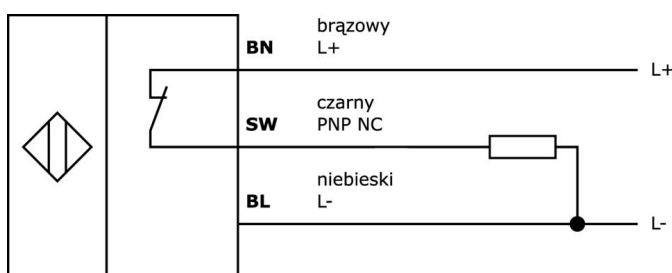 brązowy
BN L+
L+
czarny
SW PNP NC
niebieski
BL L-
L-